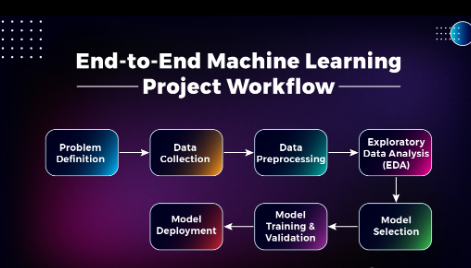 End-to-End Machine Learning
Project Workflow
Problem
Definition
Data
Collection
Data
Preprocessing
Exploratory
Data Analysis
(EDA)
Model
Selection
Model
Training &
Validation
Model
Deployment